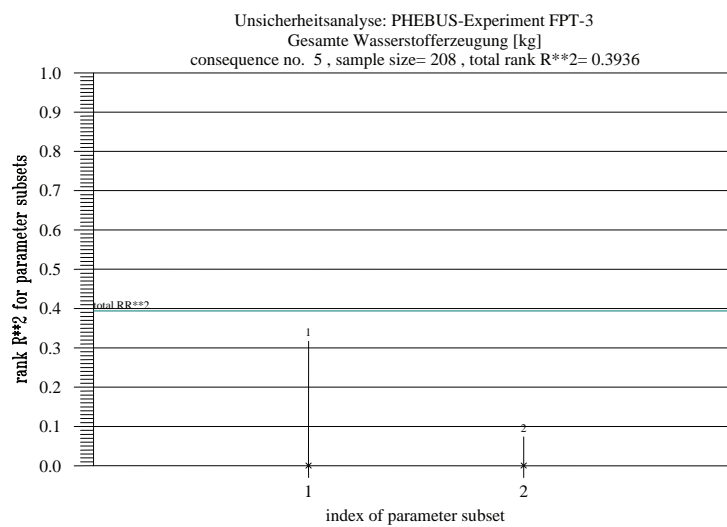 Unsicherheitsanalyse: PHEBUS-Experiment FPT-3
Gesamte Wasserstofferzeugung [kg]
consequence no. 5 , sample size= 208 , total rank R**2= 0.3936
rank R**2 for parameter subsets
1.0
0.9
0.8
0.7
0.6
0.5
0.4
0.3
0.2
0.1
0.0
total RR**2
1
2
1 2
index of parameter subset